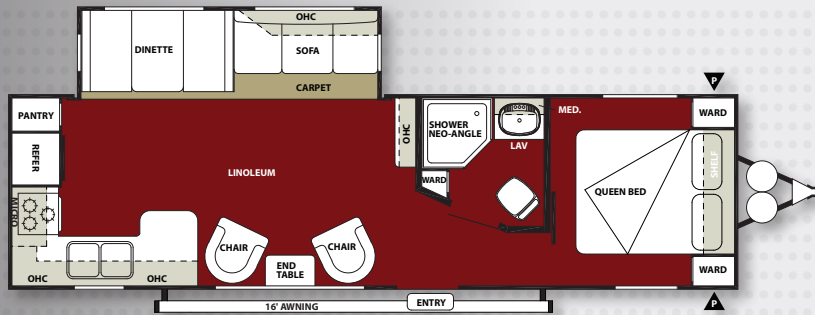 OHC
DINETTE
SOFA
CARPET
P
PANTRY
MED.
WARD
SHOWER
NEO-ANGLE
OHC
LAV
REFER
LINOLEUM
WARD
SHELF
QUEEN BED
MICRO
CHAIR
CHAIR
END
TABLE
OHC
OHC
WARD
16' AWNING
ENTRY
P